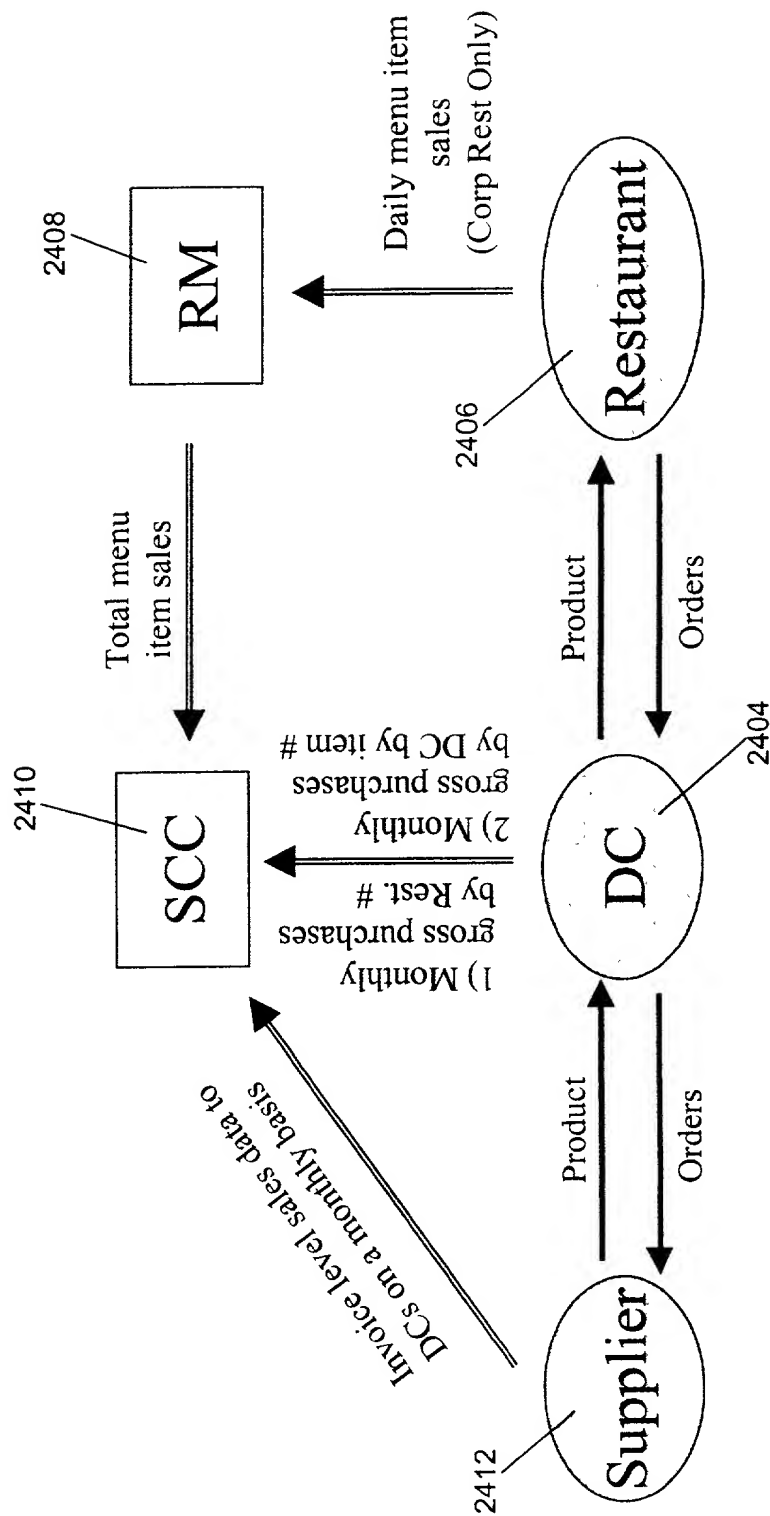 2410
SCC
2408
RM
Total menu
item sales
Invoice level sales data to
DCs on a monthly basis
1) Monthly
gross purchases
by Rest. #
2) Monthly
gross purchases
by DC by item #
Daily menu item
sales
(Corp Rest Only)
2412
Supplier
Product
Orders
DC
2404
Product
Orders
2406
Restaurant